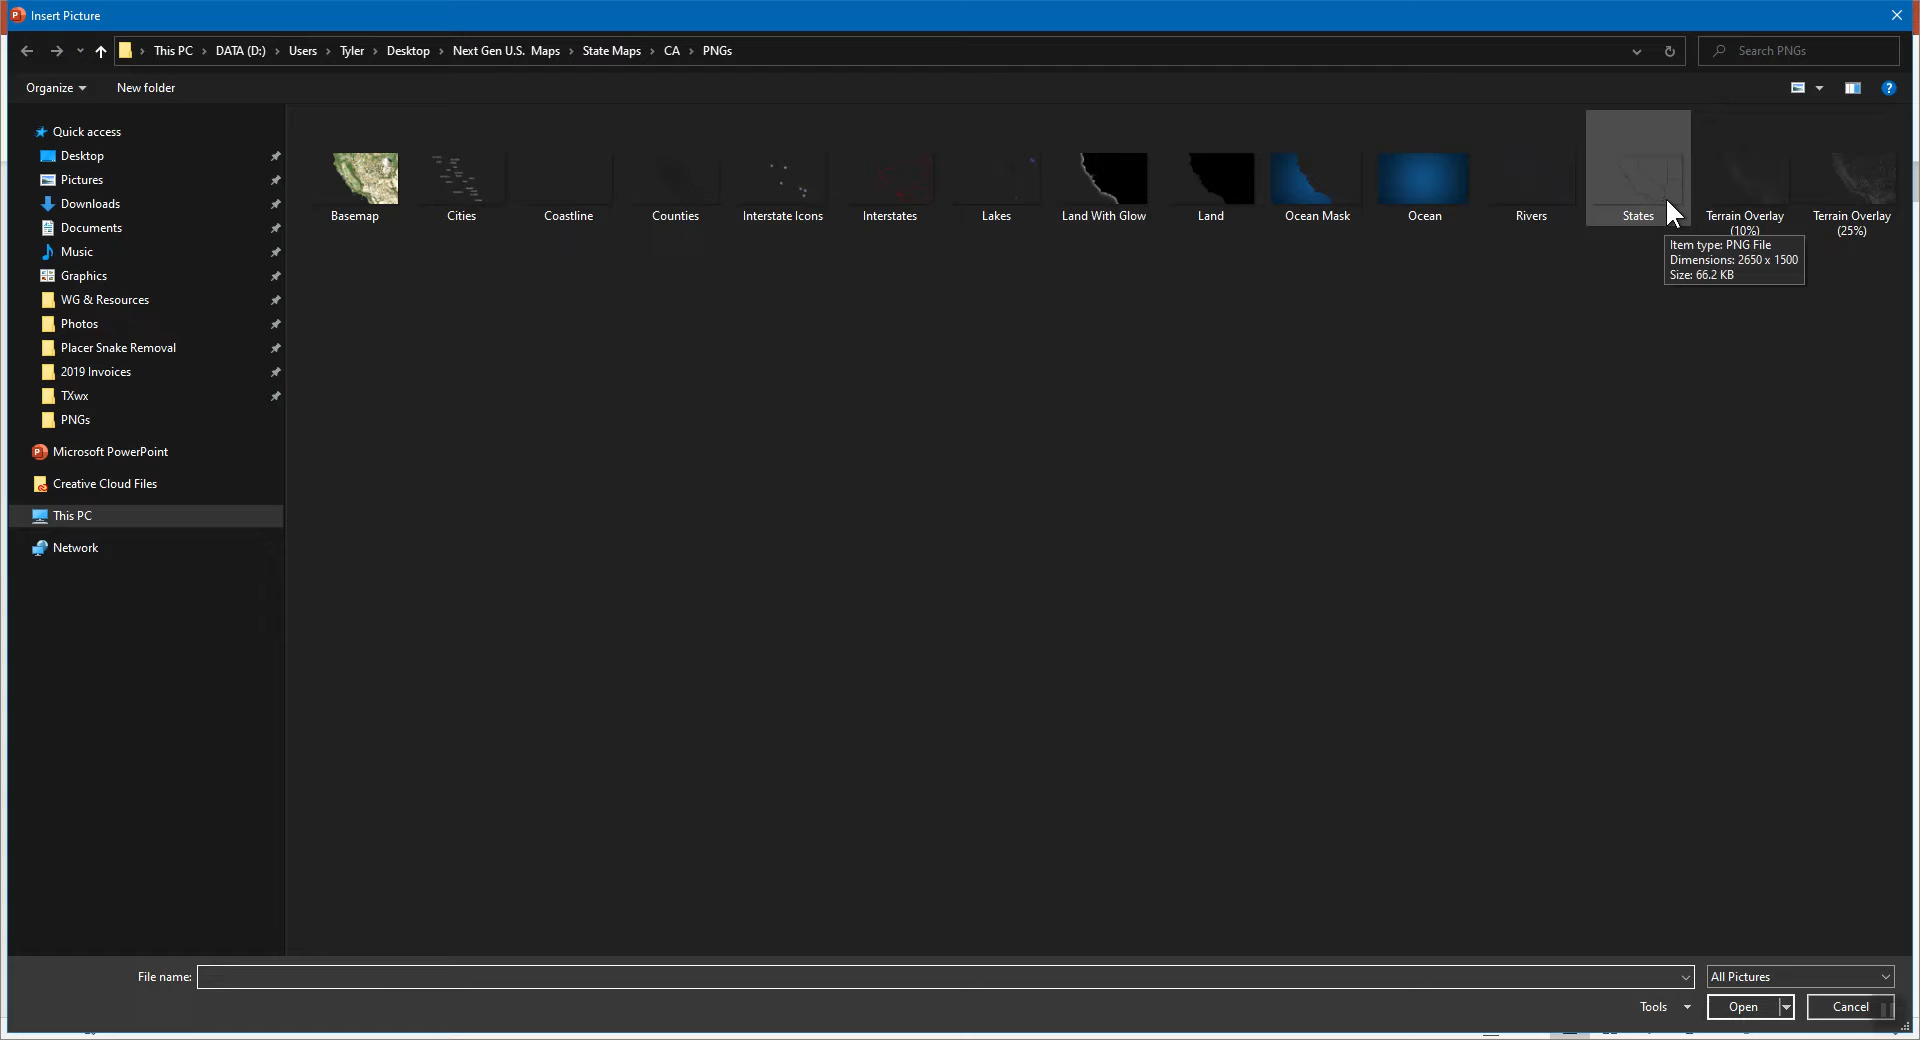 Insert Picture
This PC
DATA (D:)
Users
Tyler
Desktop
Next Gen U.S. Maps
State Maps
CA
PNGs
Search PNGs
Organize
New folder
Quick access
Desktop
Pictures
Downloads
Documents
Music
Graphics
WG & Resources
Photos
Placer Snake Removal
2019 Invoices
TXwx
PNGs
Microsoft PowerPoint
Creative Cloud Files
This PC
Network
Basemap
Cities
Coastline
Counties
Interstate Icons
Interstates
Lakes
Land With Glow
Land
Ocean Mask
Ocean
Rivers
States
Terrain Overlay
(10%)
Terrain Overlay
(25%)
Item type: PNG File
Dimensions: 2650 x 1500
Size: 66.2 KB
File name:
All Pictures
Tools
Open
Cancel